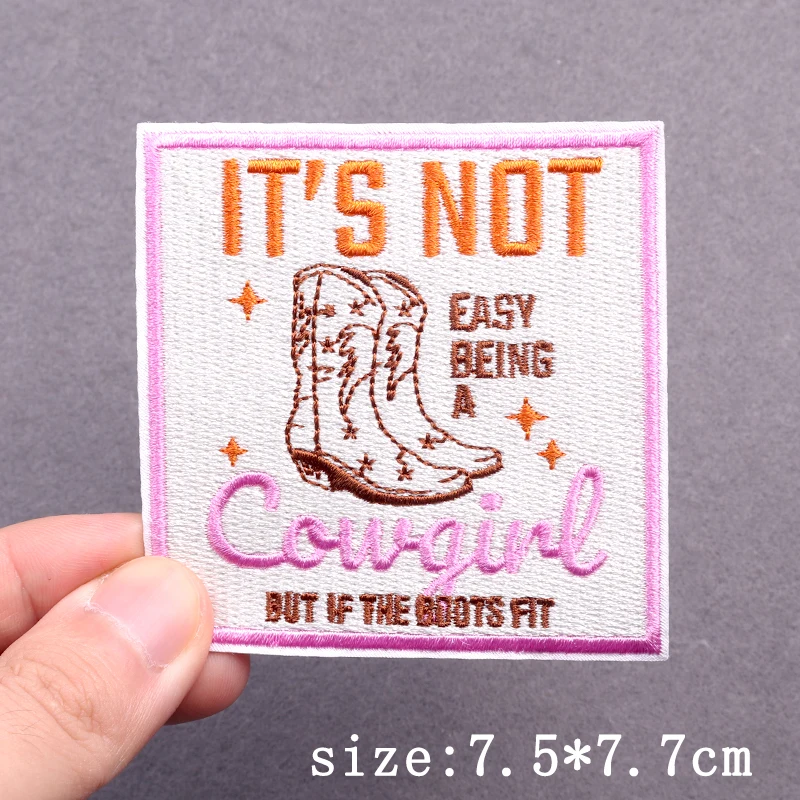 IT'S NOT
EASY
BEING
A
Cowgirl
BUT IF THE BOOTS FIT
size:7.5*7.7cm